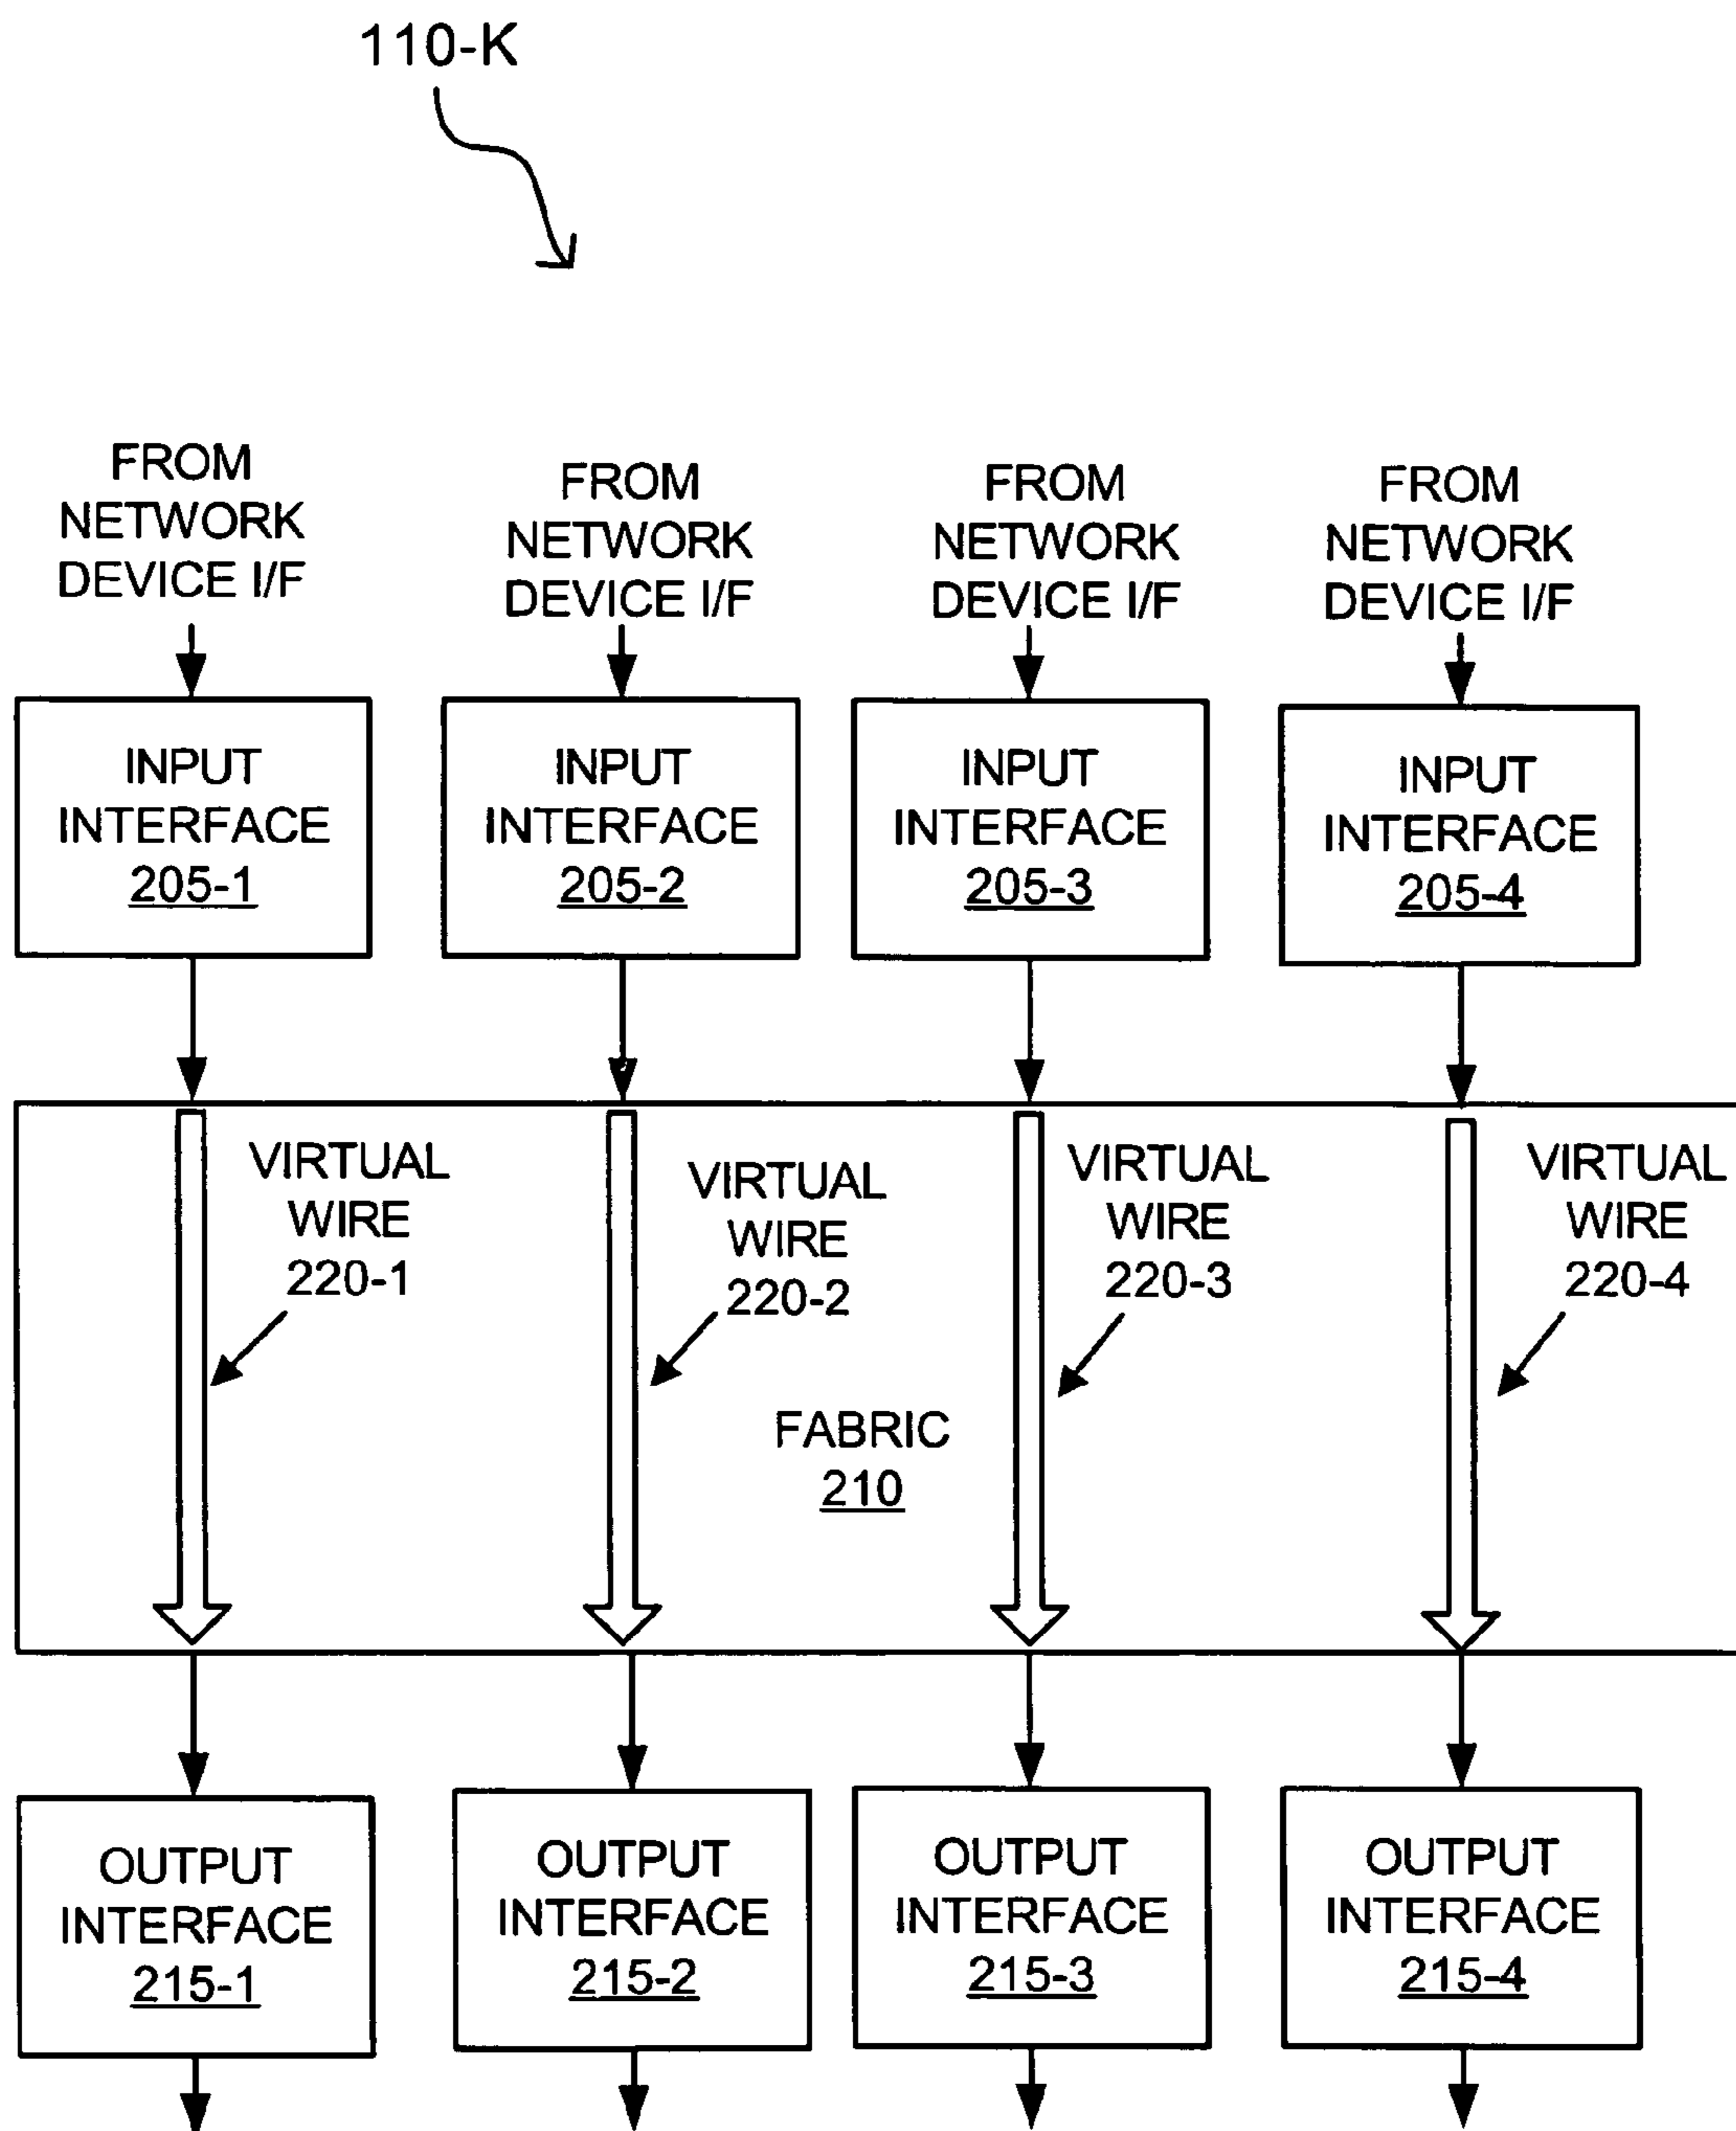 110-K
FROM
NETWORK
DEVICE I/F
FROM
NETWORK
DEVICE I/F
FROM
NETWORK
DEVICE I/F
FROM
NETWORK
DEVICE I/F
INPUT
INTERFACE
205-1
INPUT
INTERFACE
205-2
INPUT
INTERFACE
205-3
INPUT
INTERFACE
205-4
VIRTUAL
WIRE
220-1
VIRTUAL
WIRE
220-2
VIRTUAL
WIRE
220-3
VIRTUAL
WIRE
220-4
FABRIC
210
OUTPUT
INTERFACE
215-1
OUTPUT
INTERFACE
215-2
OUTPUT
INTERFACE
215-3
OUTPUT
INTERFACE
215-4